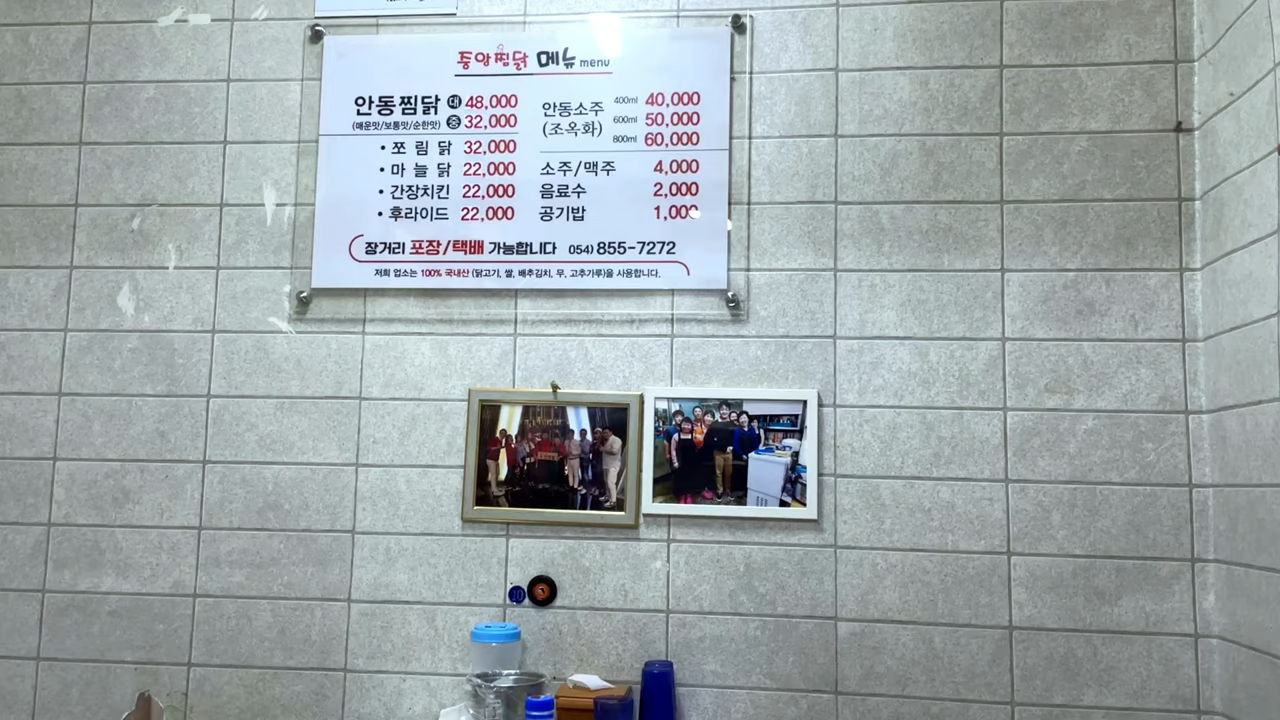 중앙찜닭 메뉴 menu
안동찜닭 대 48,000
(매운맛/보통맛/순한맛) 중 32,000
• 쪼림닭 32,000
• 마늘닭 22,000
• 간장치킨 22,000
• 후라이드 22,000
안동소주 400ml 40,000
(조옥화) 600ml 50,000
800ml 60,000
소주/맥주 4,000
음료수 2,000
공기밥 1,000
장거리 포장/택배 가능합니다 054) 855-7272
저희 업소는 100% 국내산 (닭고기, 쌀, 배추김치, 무, 고추가루)을 사용합니다.
10